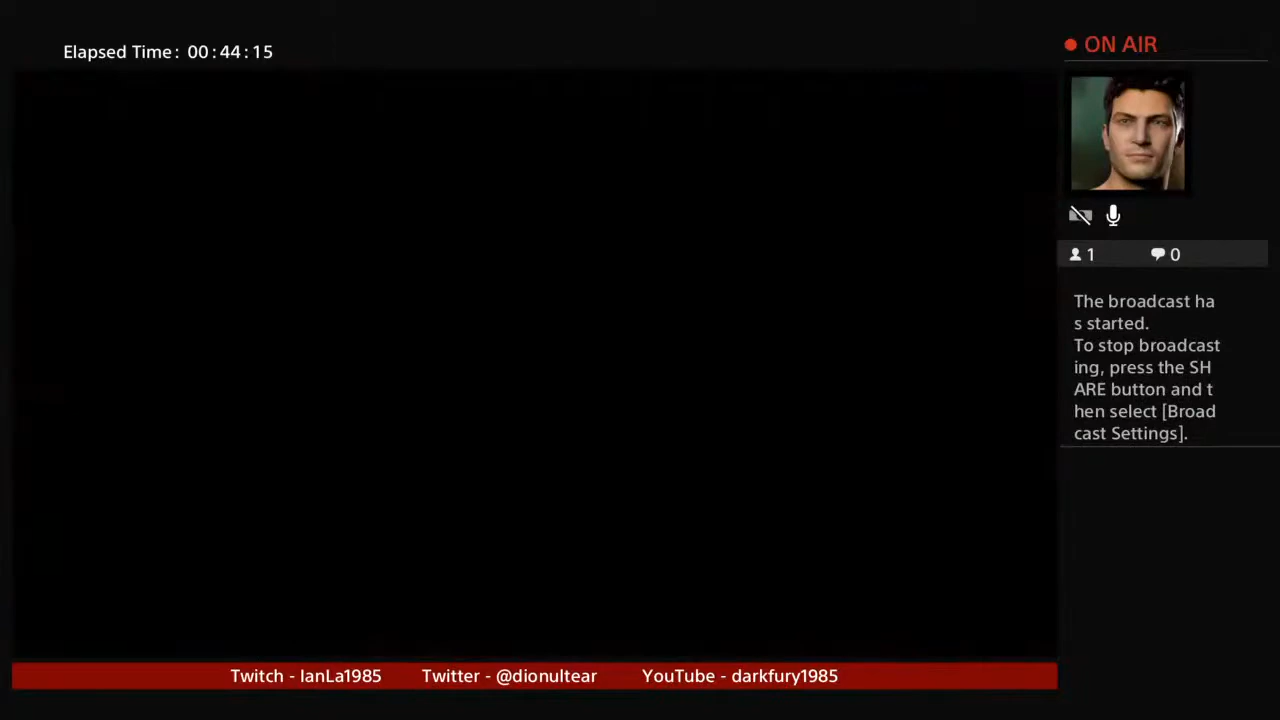 Elapsed Time: 00:44:15
ON AIR
1 0
The broadcast ha
s started.
To stop broadcast
ing, press the SH
ARE button and t
hen select [Broad
cast Settings].
Twitch - IanLa1985 Twitter - @dionultear YouTube - darkfury1985